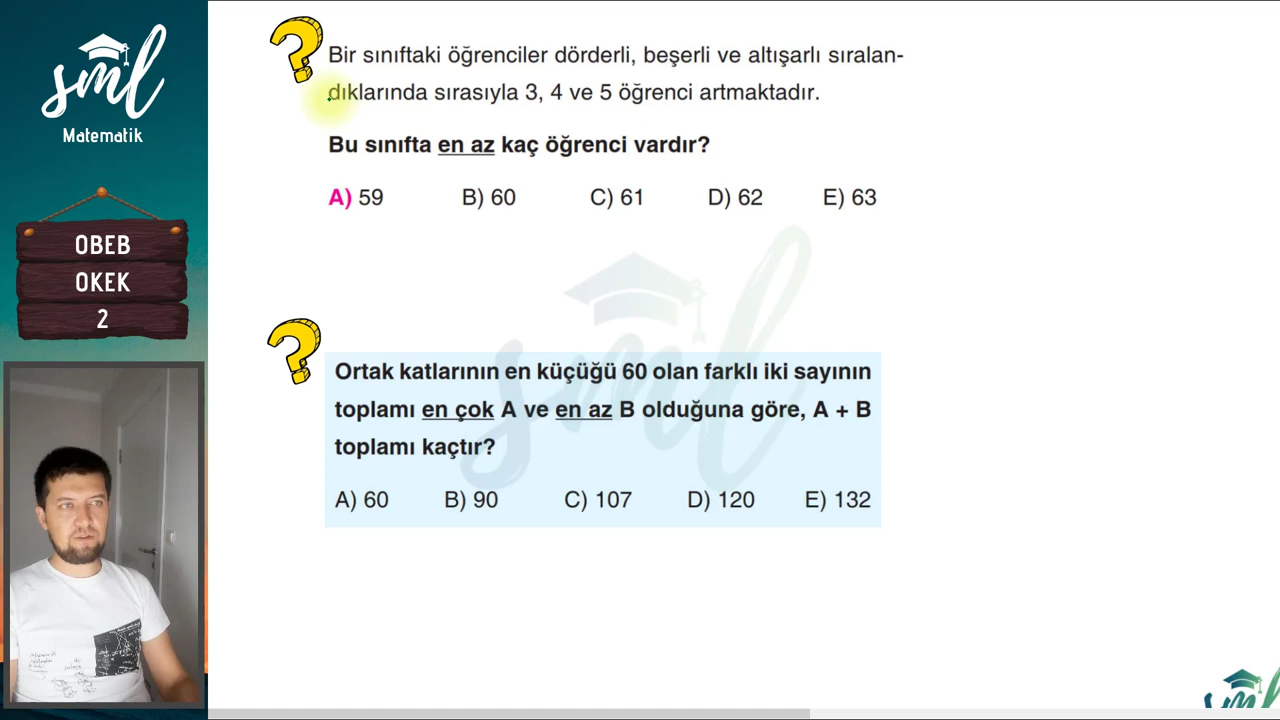 sml
Matematik
OBEB
OKEK
2
Bir sınıftaki öğrenciler dörderli, beşerli ve altışarlı sıralan-
dıklarında sırasıyla 3, 4 ve 5 öğrenci artmaktadır.
Bu sınıfta en az kaç öğrenci vardır?
A) 59 B) 60 C) 61 D) 62 E) 63
sml
Ortak katlarının en küçüğü 60 olan farklı iki sayının
toplamı en çok A ve en az B olduğuna göre, A + B
toplamı kaçtır?
A) 60 B) 90 C) 107 D) 120 E) 132